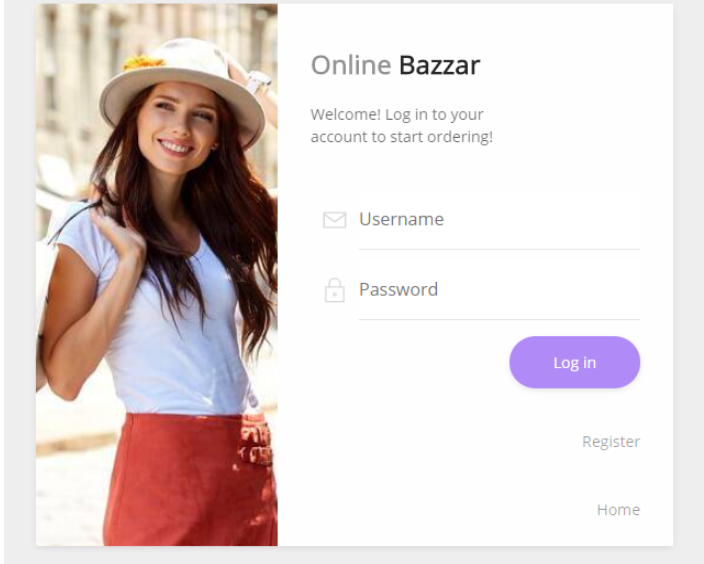 Online Bazzar
Welcome! Log in to your
account to start ordering!
Username
Password
Log in
Register
Home